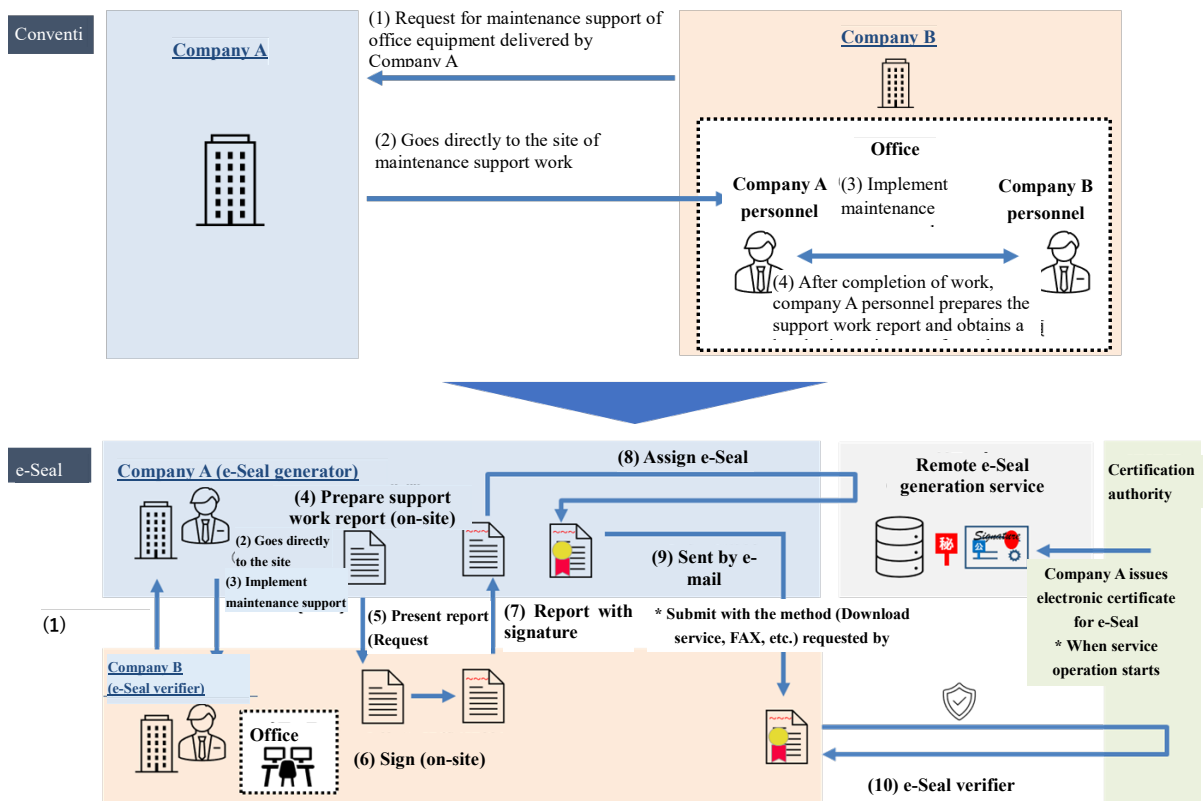 Conventi
Company A
(1) Request for maintenance support of
office equipment delivered by
Company A
(2) Goes directly to the site of
maintenance support work
Company B
Office
Company A
personnel
(3) Implement
maintenance
Company B
personnel
(4) After completion of work,
company A personnel prepares the
support work report and obtains a
e-Seal
Company A (e-Seal generator)
(2) Goes directly
to the site
(3) Implement
maintenance support
(4) Prepare support
work report (on-site)
(8) Assign e-Seal
Remote e-Seal
generation service
秘
Signature
公
Certification
authority
Company A issues
electronic certificate
for e-Seal
* When service
operation starts
(9) Sent by e-
mail
* Submit with the method (Download
service, FAX, etc.) requested by
(1)
(5) Present report
(Request
(7) Report with
signature
Company B
(e-Seal verifier)
Office
(6) Sign (on-site)
(10) e-Seal verifier